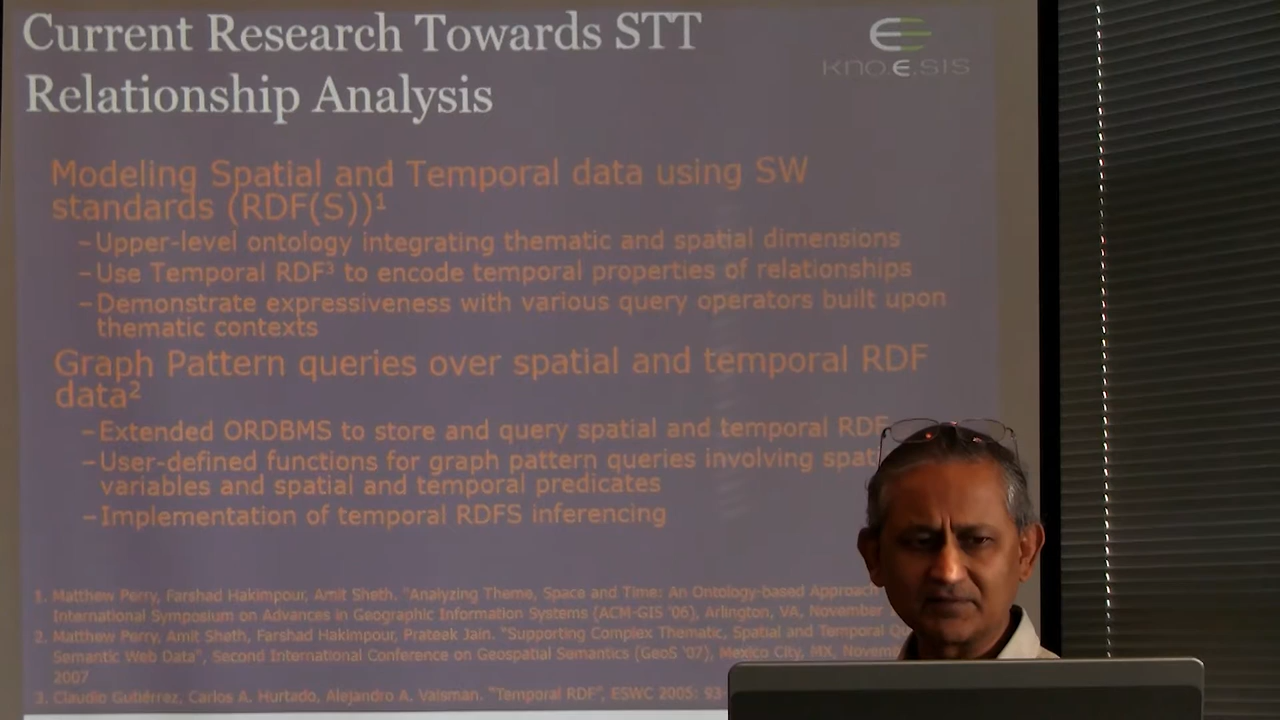 Current Research Towards STT
Relationship Analysis
kno.e.sis
Modeling Spatial and Temporal data using SW
standards (RDF(S))1
–Upper-level ontology integrating thematic and spatial dimensions
–Use Temporal RDF3 to encode temporal properties of relationships
–Demonstrate expressiveness with various query operators built upon
thematic contexts
Graph Pattern queries over spatial and temporal RDF
data2
–Extended ORDBMS to store and query spatial and temporal RDF
–User-defined functions for graph pattern queries involving
variables and spatial and temporal predicates
–Implementation of temporal RDFS inferencing
1. Matthew Perry, Farshad Hakimpour, Amit Sheth. "Analyzing Theme, Space and Time: An Ontology-based Approach
International Symposium on Advances in Geographic Information Systems (ACM-GIS '06), Arlington, VA, November
2. Matthew Perry, Amit Sheth, Farshad Hakimpour, Prateek Jain. "Supporting Complex Thematic, Spatial and Temporal
Semantic Web Data", Second International Conference on Geospatial Semantics (GeoS '07), Mexico City, MX,
2007
3. Claudio Gutiérrez, Carlos A. Hurtado, Alejandro A. Vaisman. "Temporal RDF", ESWC 2005: 93-